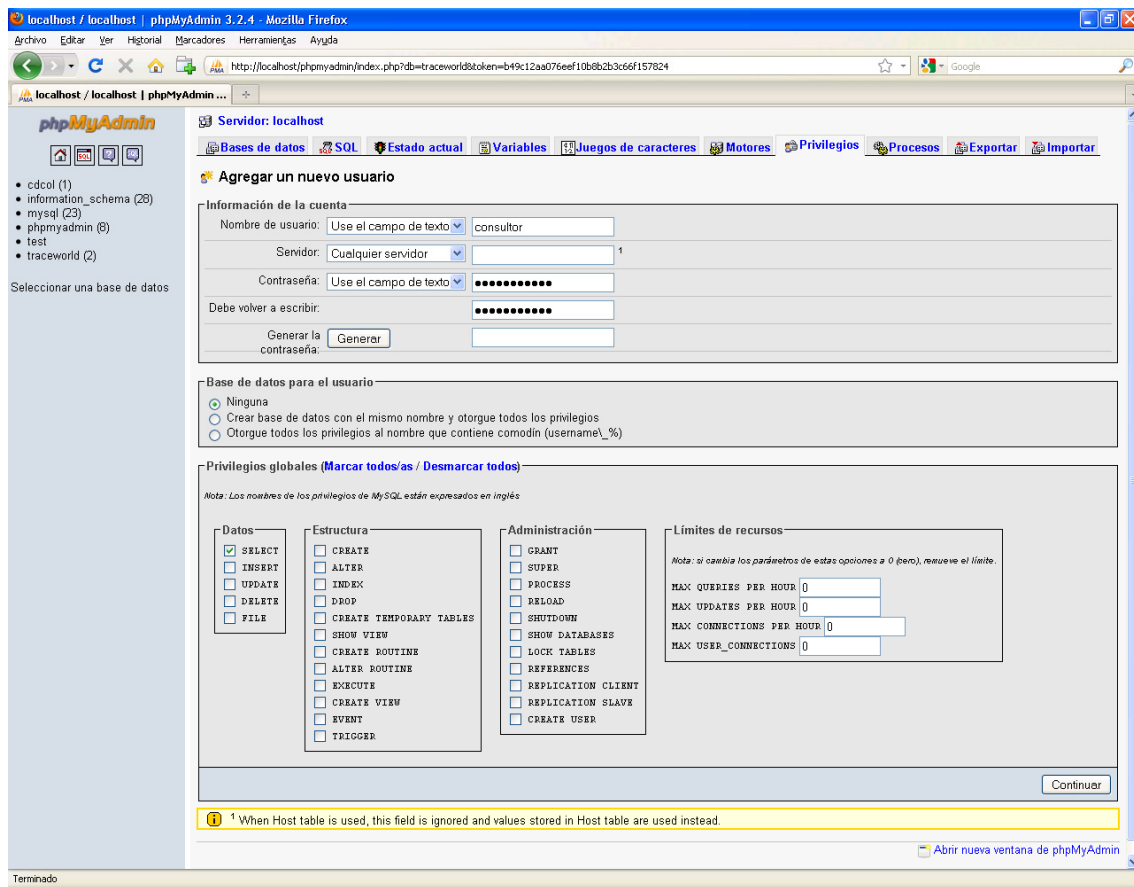 localhost / localhost | phpMyAdmin 3.2.4 - Mozilla Firefox
Archivo Editar Ver Historial Marcadores Herramientas Ayuda
http://localhost/phpmyadmin/index.php?db=traceworld&token=b49c12aa076eef10b8b2b3c66f157824
Google
localhost / localhost | phpMyAdmin ...
phpMyAdmin
cdcol (1)
information_schema (28)
mysql (23)
phpmyadmin (8)
test
traceworld (2)
Seleccionar una base de datos
Servidor: localhost
Bases de datos SQL Estado actual Variables Juegos de caracteres Motores Privilegios Procesos Exportar Importar
Agregar un nuevo usuario
Información de la cuenta
Nombre de usuario: Use el campo de texto consultor
Servidor: Cualquier servidor 1
Contraseña: Use el campo de texto •••••••••••
Debe volver a escribir: •••••••••••
Generar la contraseña: Generar
Base de datos para el usuario
Ninguna
Crear base de datos con el mismo nombre y otorgue todos los privilegios
Otorgue todos los privilegios al nombre que contiene comodín (username\_%)
Privilegios globales (Marcar todos/as / Desmarcar todos)
Nota: Los nombres de los privilegios de MySQL están expresados en inglés
Datos
SELECT
INSERT
UPDATE
DELETE
FILE
Estructura
CREATE
ALTER
INDEX
DROP
CREATE TEMPORARY TABLES
SHOW VIEW
CREATE ROUTINE
ALTER ROUTINE
EXECUTE
CREATE VIEW
EVENT
TRIGGER
Administración
GRANT
SUPER
PROCESS
RELOAD
SHUTDOWN
SHOW DATABASES
LOCK TABLES
REFERENCES
REPLICATION CLIENT
REPLICATION SLAVE
CREATE USER
Límites de recursos
Nota: si cambia los parámetros de estas opciones a 0 (cero), remueve el límite.
MAX QUERIES PER HOUR 0
MAX UPDATES PER HOUR 0
MAX CONNECTIONS PER HOUR 0
MAX USER_CONNECTIONS 0
Continuar
1 When Host table is used, this field is ignored and values stored in Host table are used instead.
Abrir nueva ventana de phpMyAdmin
Terminado